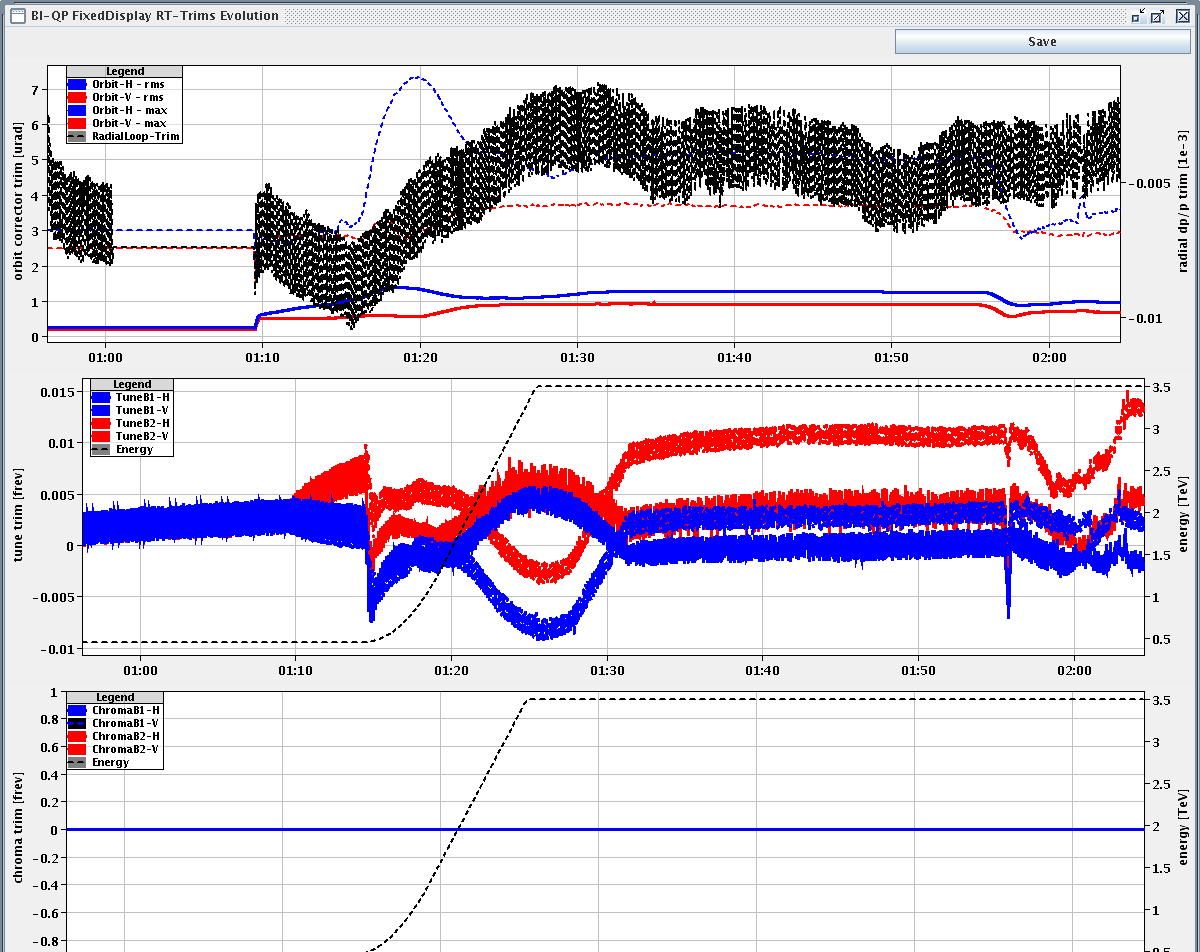 BI-QP FixedDisplay RT-Trims Evolution
Save
Legend
Orbit-H - rms
Orbit-V - rms
Orbit-H - max
Orbit-V - max
RadialLoop-Trim
orbit corrector trim [urad]
7
6
5
4
3
2
1
0
radial dp/p trim [1e-3]
-0.005
-0.01
01:00 01:10 01:20 01:30 01:40 01:50 02:00
Legend
TuneB1-H
TuneB1-V
TuneB2-H
TuneB2-V
Energy
tune trim [frev]
0.015
0.01
0.005
0
-0.005
-0.01
energy [TeV]
3.5
3
2.5
2
1.5
1
0.5
01:00 01:10 01:20 01:30 01:40 01:50 02:00
Legend
ChromaB1-H
ChromaB1-V
ChromaB2-H
ChromaB2-V
Energy
chroma trim [frev]
1
0.8
0.6
0.4
0.2
0
-0.2
-0.4
-0.6
-0.8
energy [TeV]
3.5
3
2.5
2
1.5
1
0.5